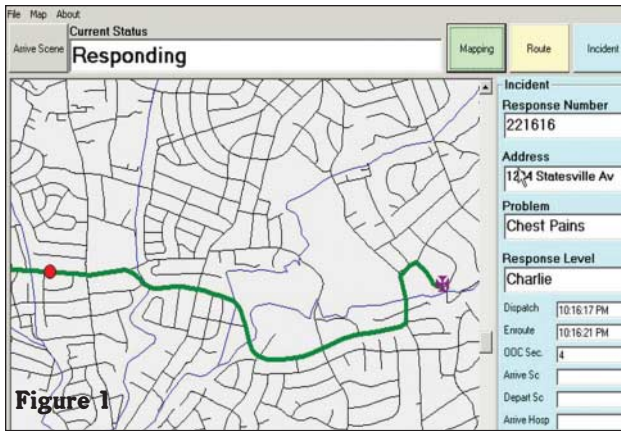 File Map About
Arrive Scene
Current Status
Responding
Mapping
Route
Incident
Incident
Response Number
221616
Address
Statesville Av
Problem
Chest Pains
Response Level
Charlie
Dispatch 10:16:17 PM
Enroute 10:16:21 PM
OOC Sec. 4
Arrive Sc
Depart Sc
Arrive Hosp
Figure 1